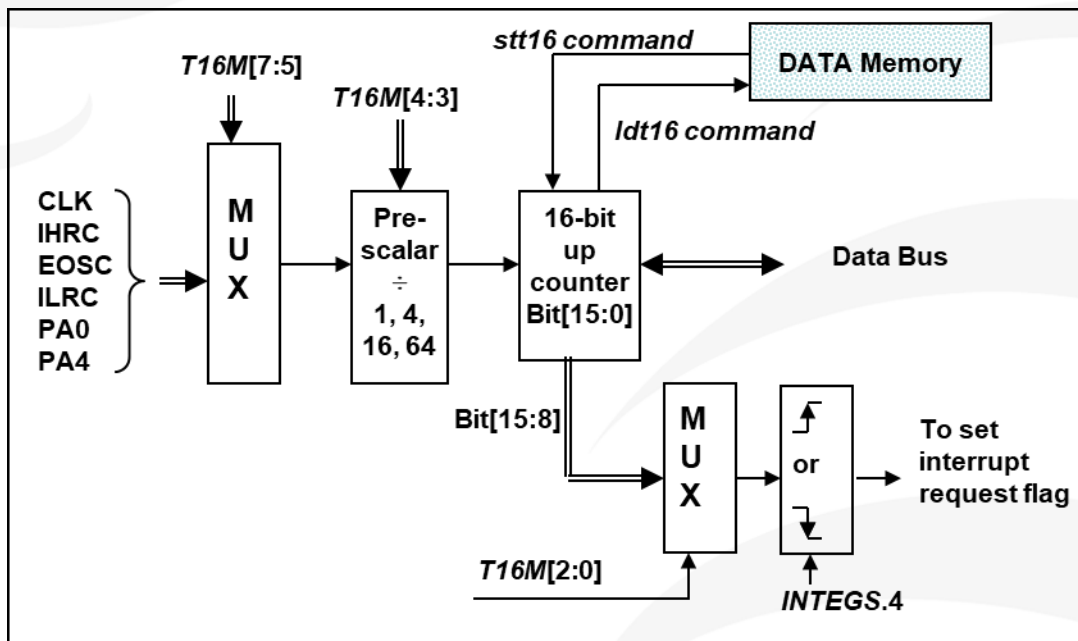 stt16 command
DATA Memory
T16M[7:5]
T16M[4:3]
ldt16 command
CLK
IHRC
EOSC
ILRC
PA0
PA4
M
U
X
Pre-
scalar
÷
1, 4,
16, 64
16-bit
up
counter
Bit[15:0]
Data Bus
Bit[15:8]
M
U
X
or
To set
interrupt
request flag
T16M[2:0]
INTEGS.4